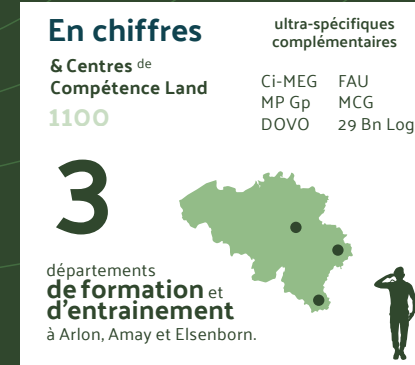 En chiffres
& Centres de
Compétence Land
1100
ultra-spécifiques
complémentaires
Ci-MEG FAU
MP Gp MCG
DOVO 29 Bn Log
3
départements
de formation et
d'entrainement
à Arlon, Amay et Elsenborn.